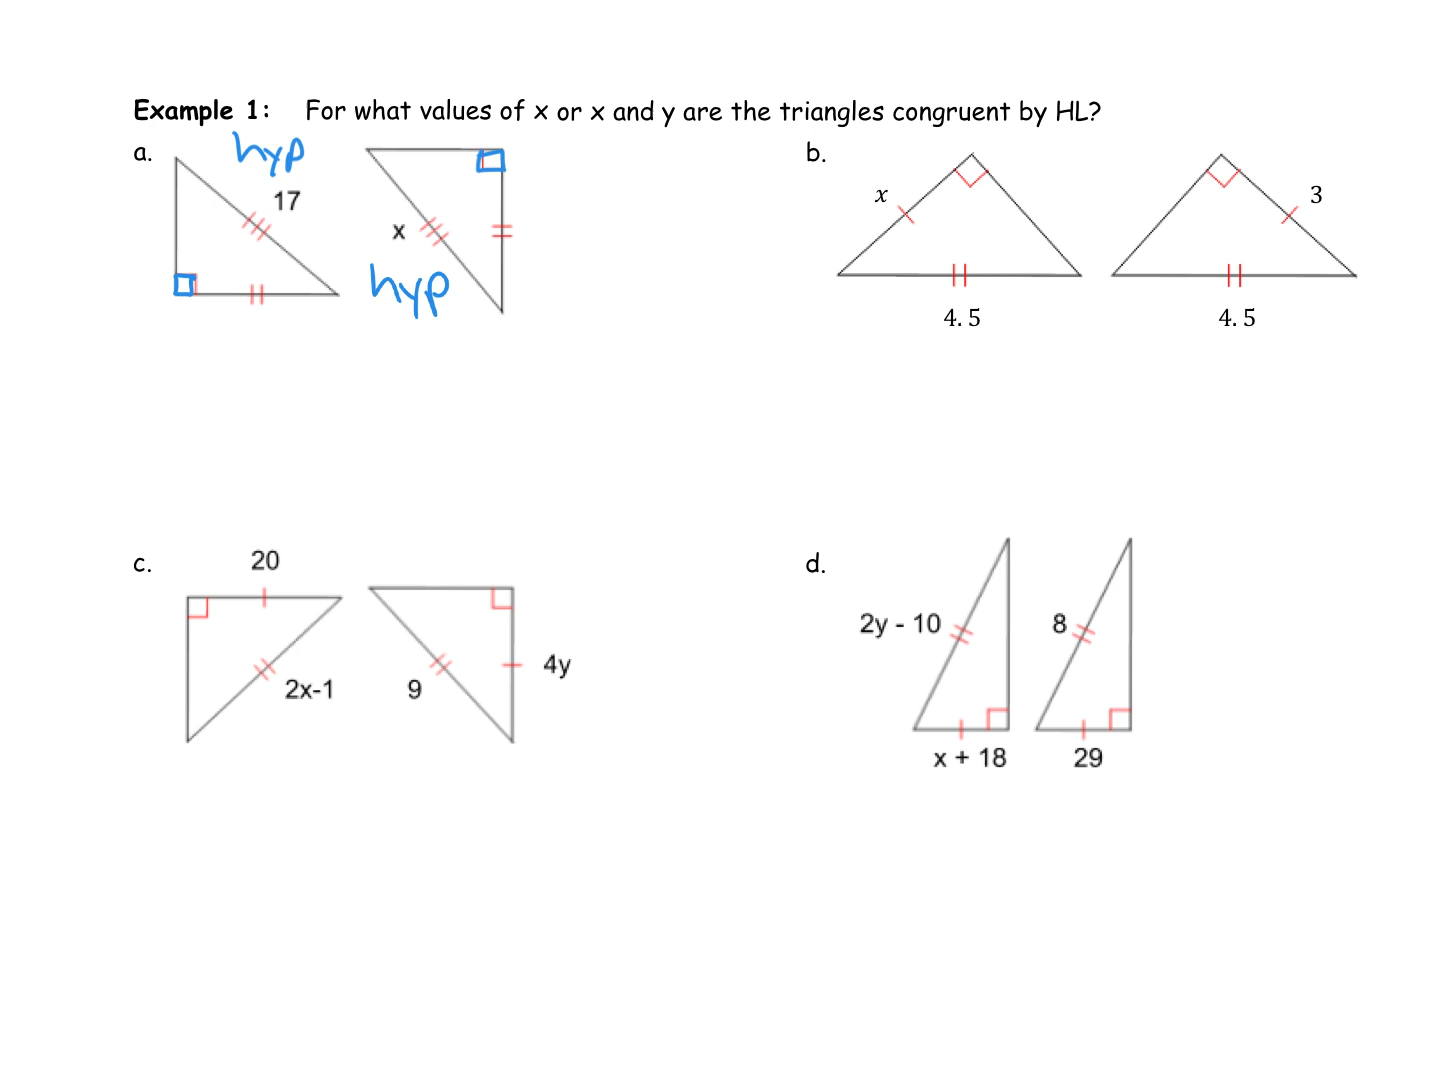 Example 1: For what values of x or x and y are the triangles congruent by HL?
a.
hyp
17
x
hyp
b.
x
4.5
3
4.5
c.
20
2x-1
9
4y
d.
2y - 10
x + 18
8
29